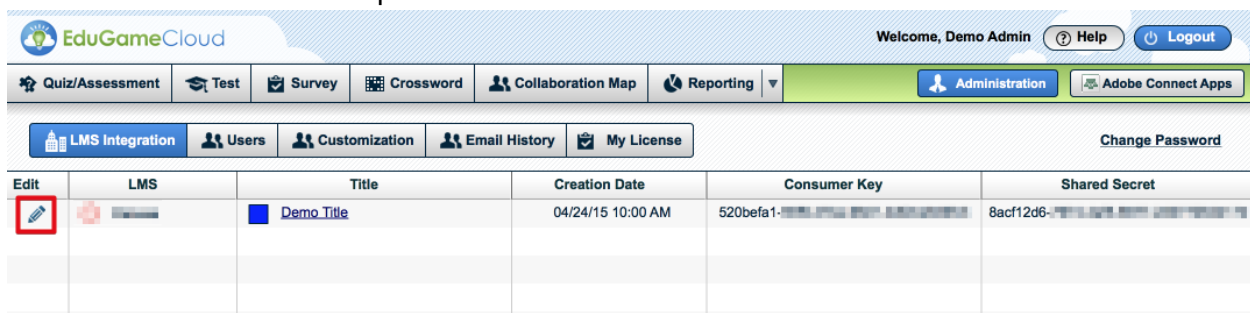 EduGameCloud Welcome, Demo Admin ? Help Logout
Quiz/Assessment Test Survey Crossword Collaboration Map Reporting Administration Adobe Connect Apps
LMS Integration Users Customization Email History My License Change Password
Edit LMS Title Creation Date Consumer Key Shared Secret
Demo Title 04/24/15 10:00 AM 520befa1- 8acf12d6-